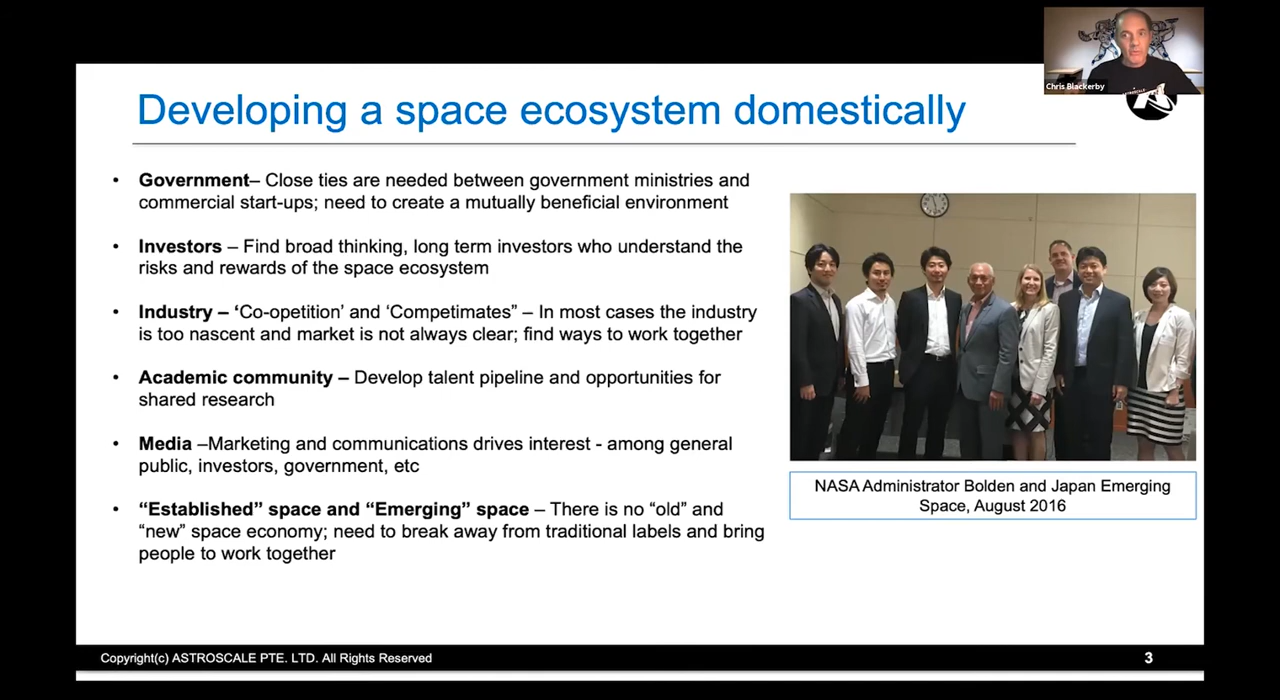 Chris Blackerby
Developing a space ecosystem domestically
• Government– Close ties are needed between government ministries and
commercial start-ups; need to create a mutually beneficial environment
• Investors – Find broad thinking, long term investors who understand the
risks and rewards of the space ecosystem
• Industry – ‘Co-opetition’ and ‘Competimates” – In most cases the industry
is too nascent and market is not always clear; find ways to work together
• Academic community – Develop talent pipeline and opportunities for
shared research
• Media –Marketing and communications drives interest - among general
public, investors, government, etc
• “Established” space and “Emerging” space – There is no “old” and
“new” space economy; need to break away from traditional labels and bring
people to work together
NASA Administrator Bolden and Japan Emerging
Space, August 2016
Copyright(c) ASTROSCALE PTE. LTD. All Rights Reserved
3